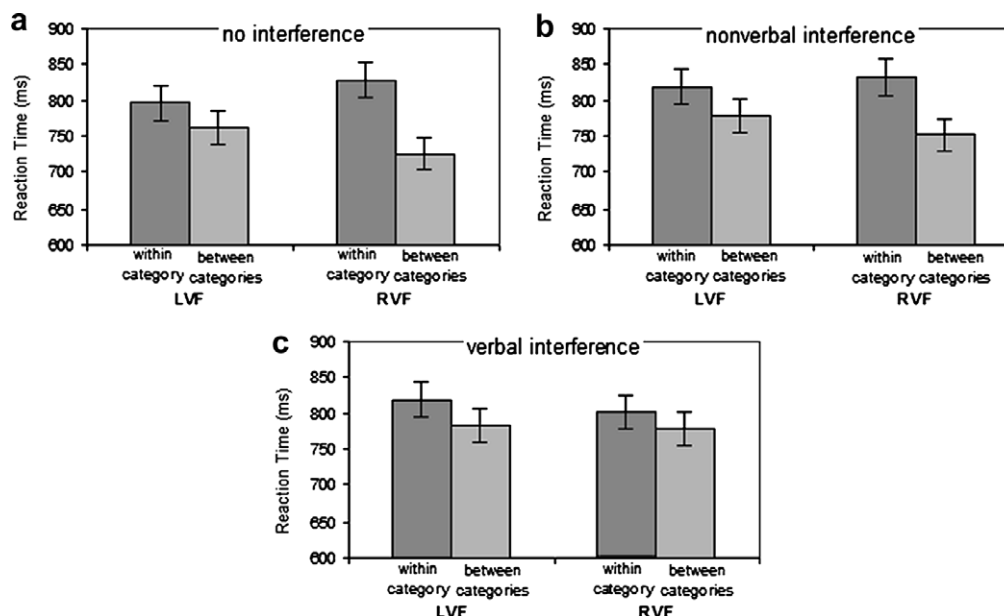 a
no interference
Reaction Time (ms)
900
850
800
750
700
650
600
within category
between categories
within category
between categories
LVF
RVF
b
nonverbal interference
Reaction Time (ms)
900
850
800
750
700
650
600
within category
between categories
within category
between categories
LVF
RVF
c
verbal interference
Reaction Time (ms)
900
850
800
750
700
650
600
within category
between categories
within category
between categories
LVF
RVF